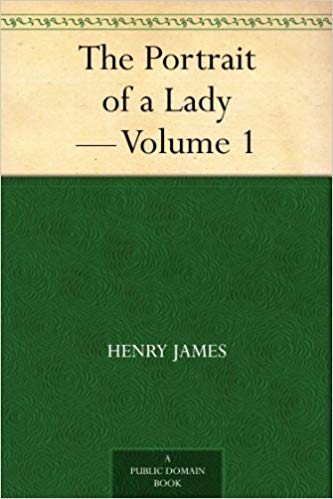 The Portrait
of a Lady
—Volume 1
HENRY JAMES
A
PUBLIC DOMAIN
BOOK